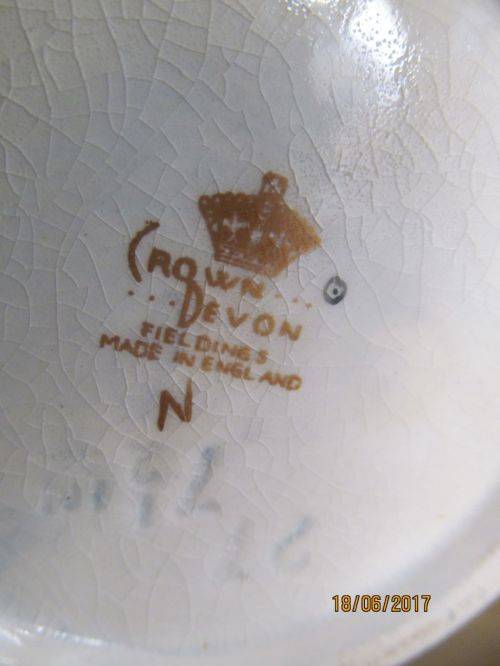 CROWN...
...DEVON
FIELDINGS
MADE IN ENGLAND
N
18/06/2017